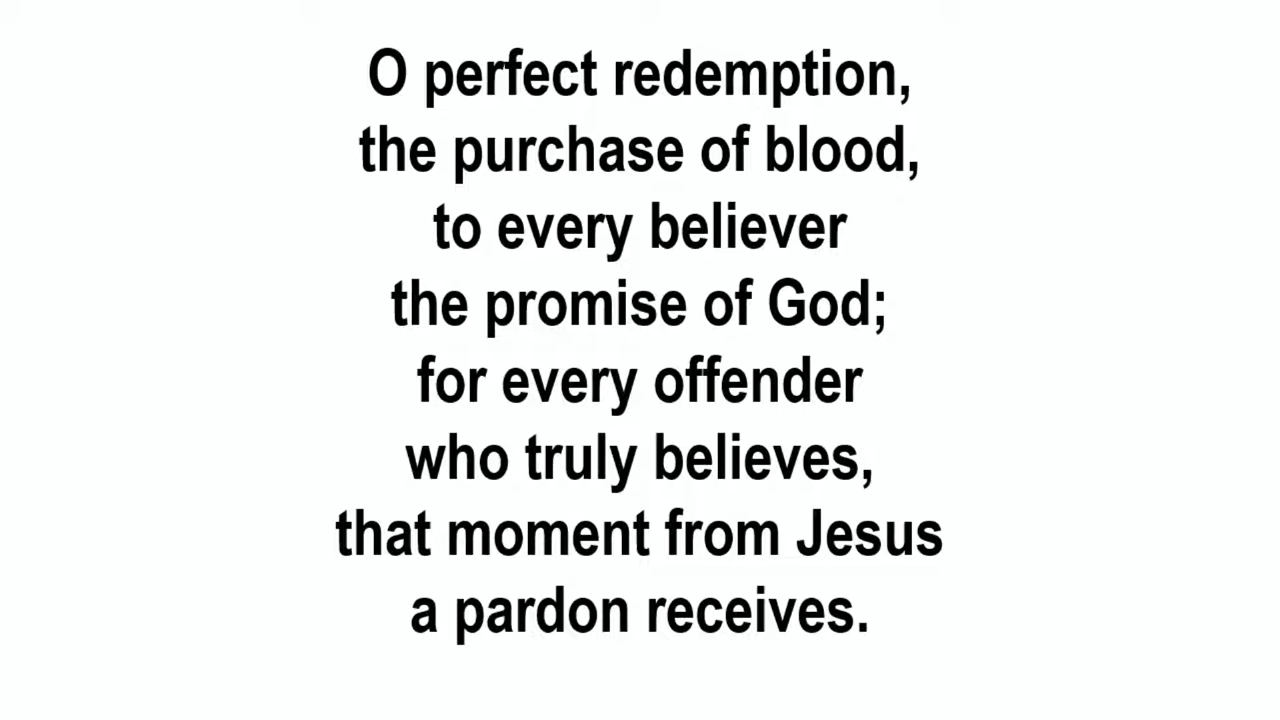 O perfect redemption,
the purchase of blood,
to every believer
the promise of God;
for every offender
who truly believes,
that moment from Jesus
a pardon receives.